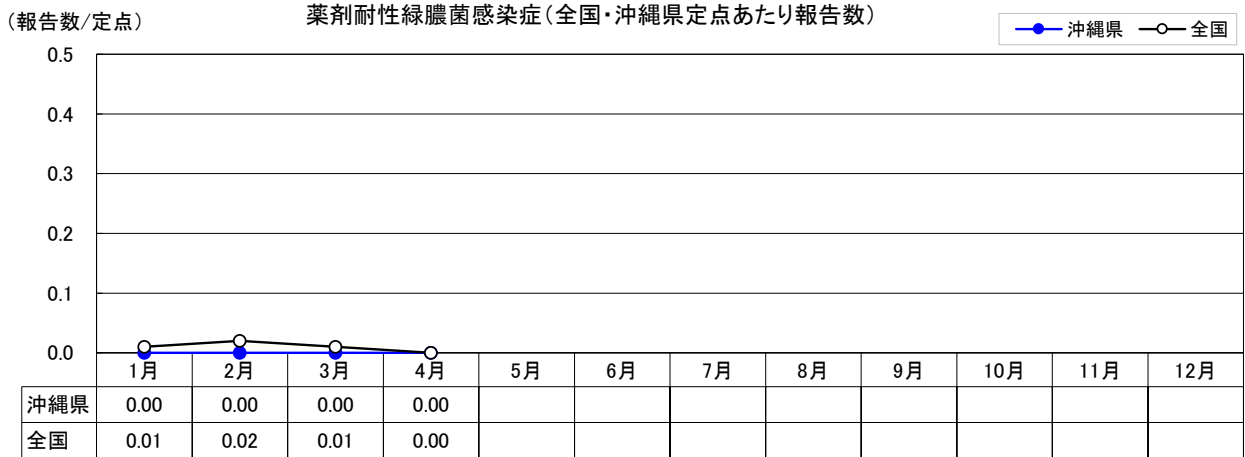 薬剤耐性緑膿菌感染症(全国・沖縄県定点あたり報告数)
(報告数/定点)
沖縄県 全国
0.5
0.4
0.3
0.2
0.1
0.0
1月 2月 3月 4月 5月 6月 7月 8月 9月 10月 11月 12月
沖縄県 0.00 0.00 0.00 0.00
全国 0.01 0.02 0.01 0.00